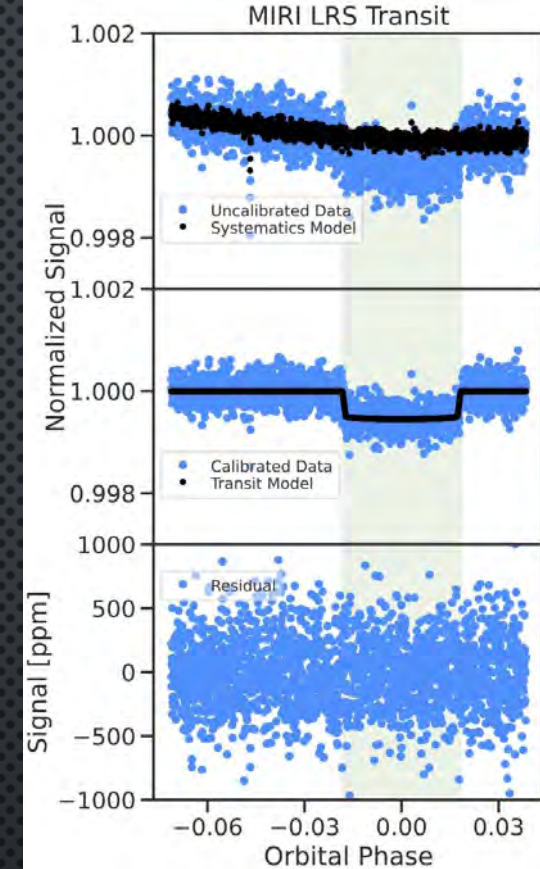 MIRI LRS Transit
1.002
1.000
0.998
Uncalibrated Data
Systematics Model
Normalized Signal
1.002
1.000
0.998
Calibrated Data
Transit Model
1000
500
0
−500
−1000
Residual
Signal [ppm]
−0.06 −0.03 0.00 0.03
Orbital Phase